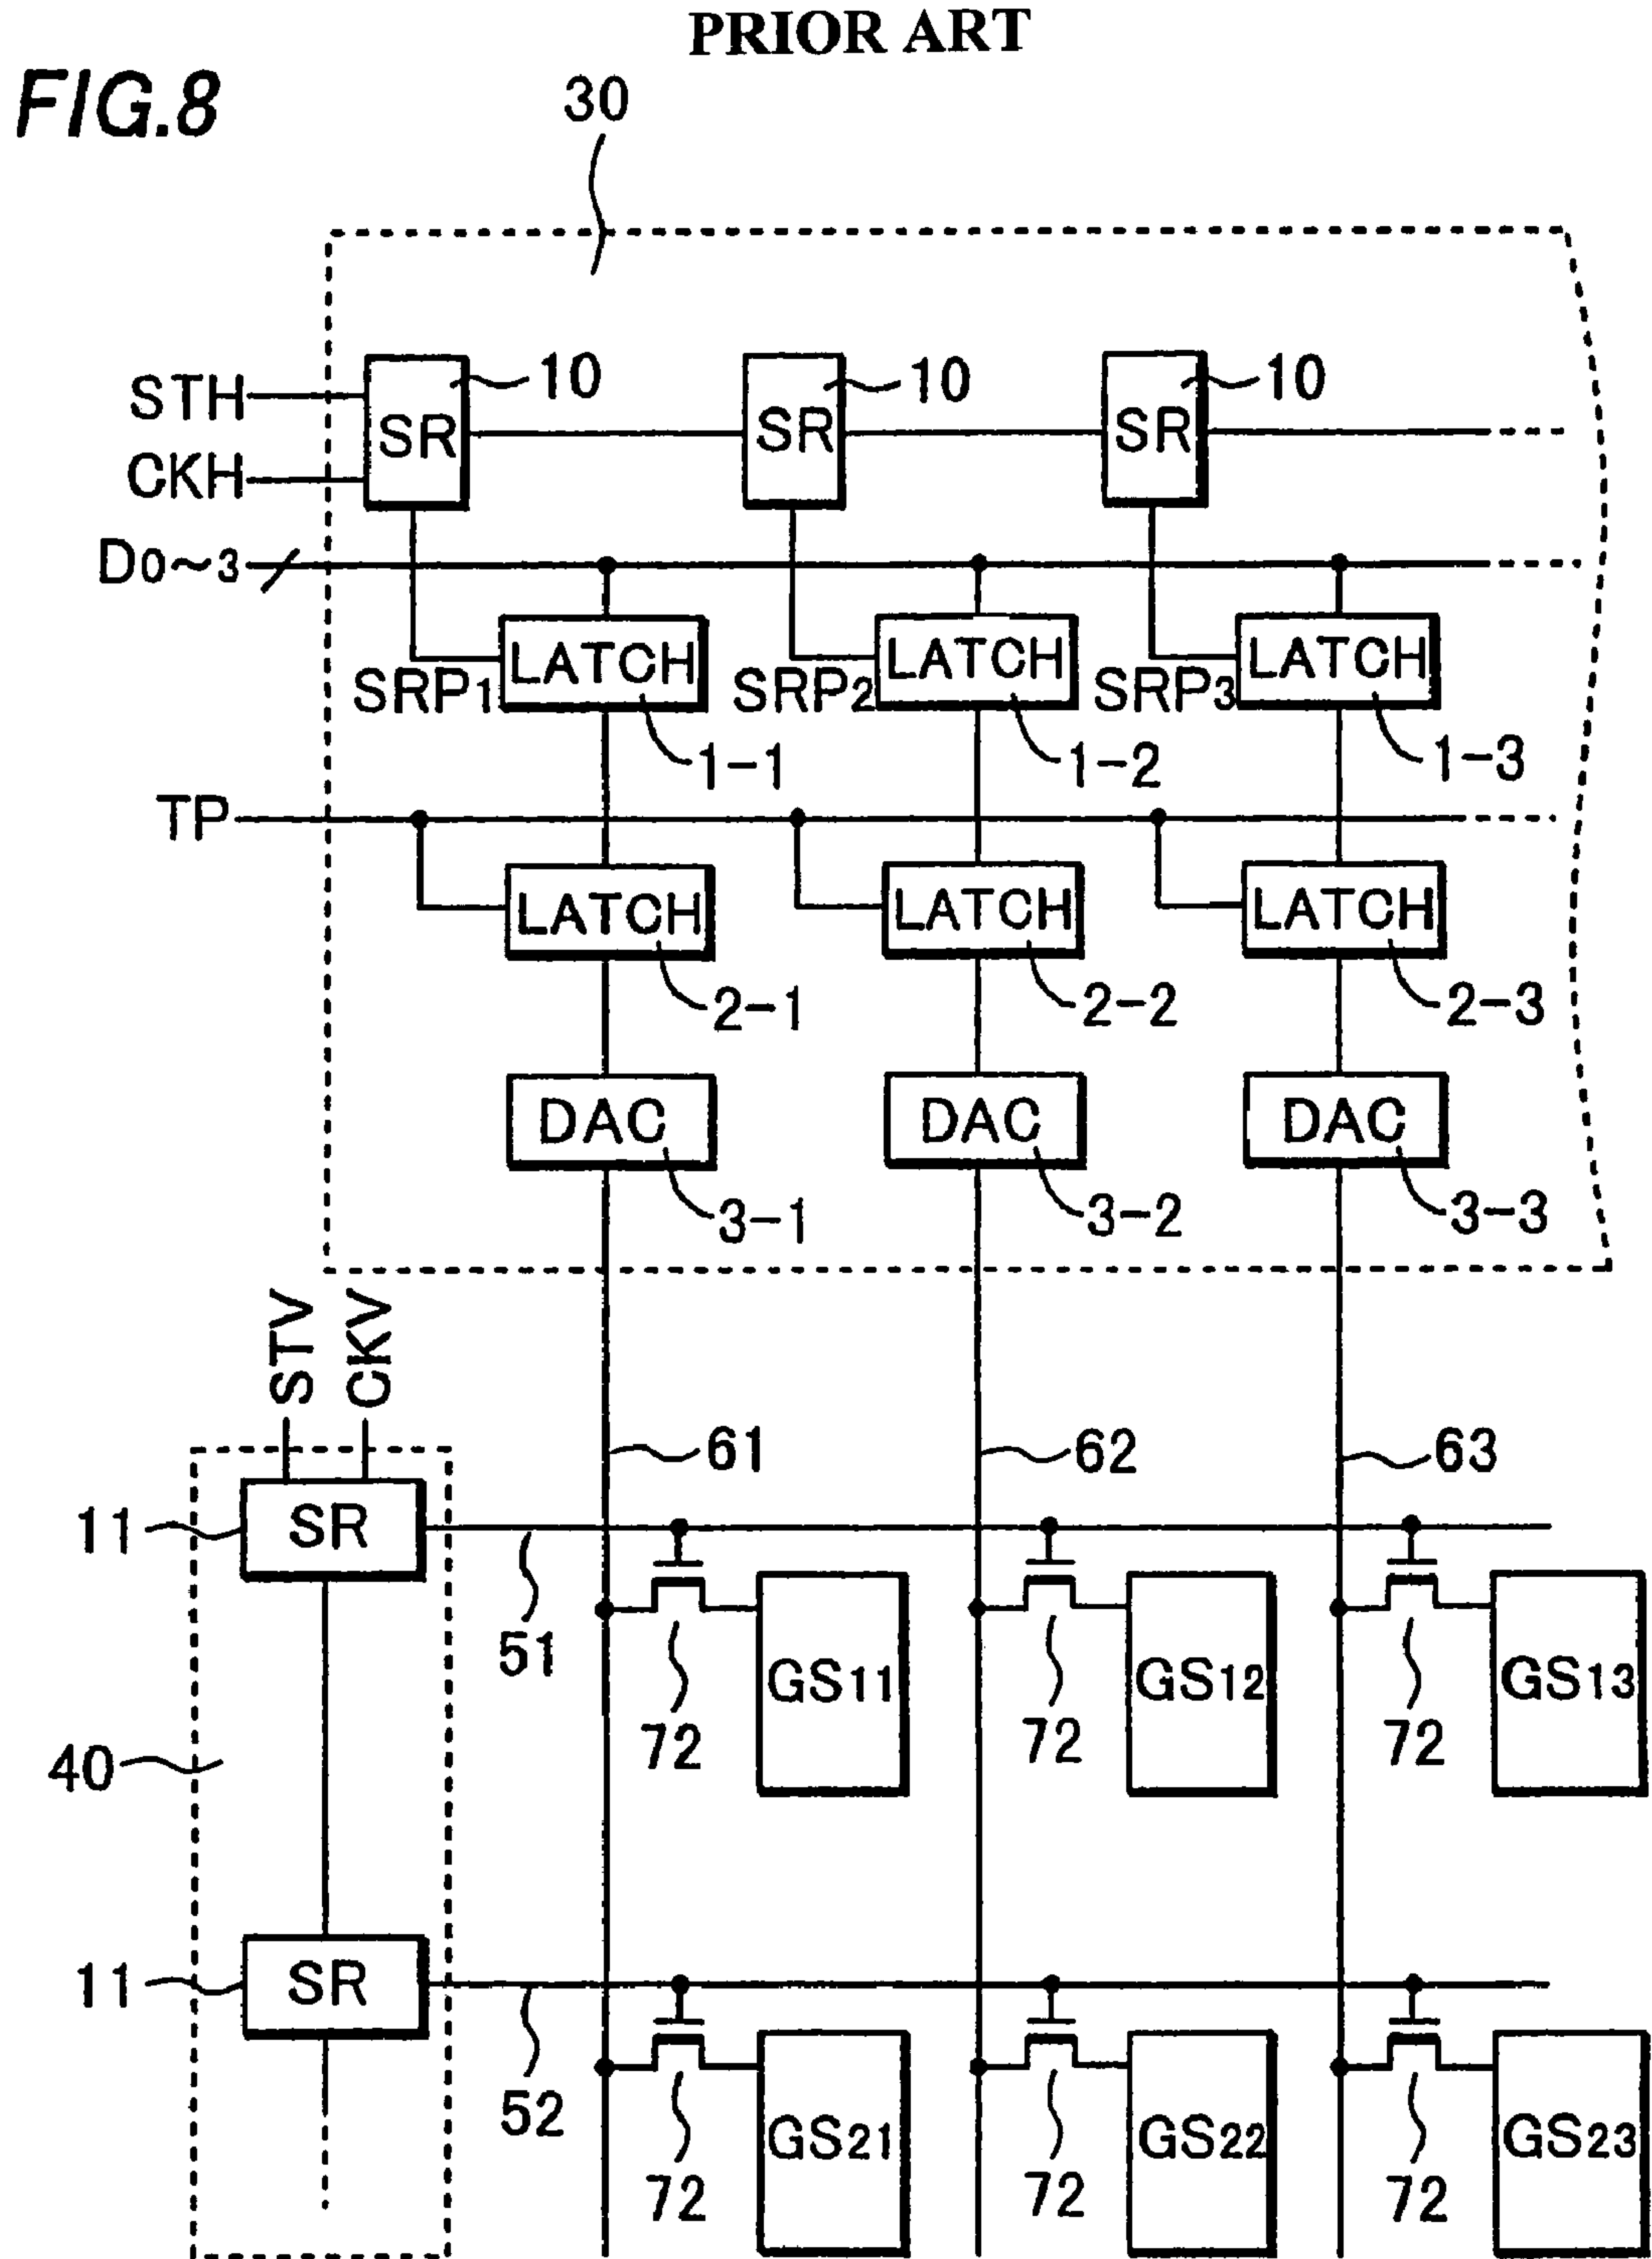 PRIOR ART
FIG.8
30
STH
CKH
SR
10
SR
10
SR
10
D0~3
LATCH
LATCH
LATCH
SRP1
SRP2
SRP3
1-1
1-2
1-3
TP
LATCH
LATCH
LATCH
2-1
2-2
2-3
DAC
DAC
DAC
3-1
3-2
3-3
STV
CKV
61
62
63
11
SR
51
72
GS11
72
GS12
72
GS13
40
11
SR
52
72
GS21
72
GS22
72
GS23